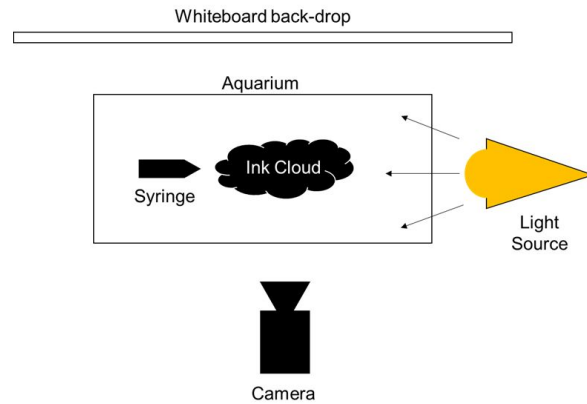 Whiteboard back-drop
Aquarium
Ink Cloud
Syringe
Light
Source
Camera